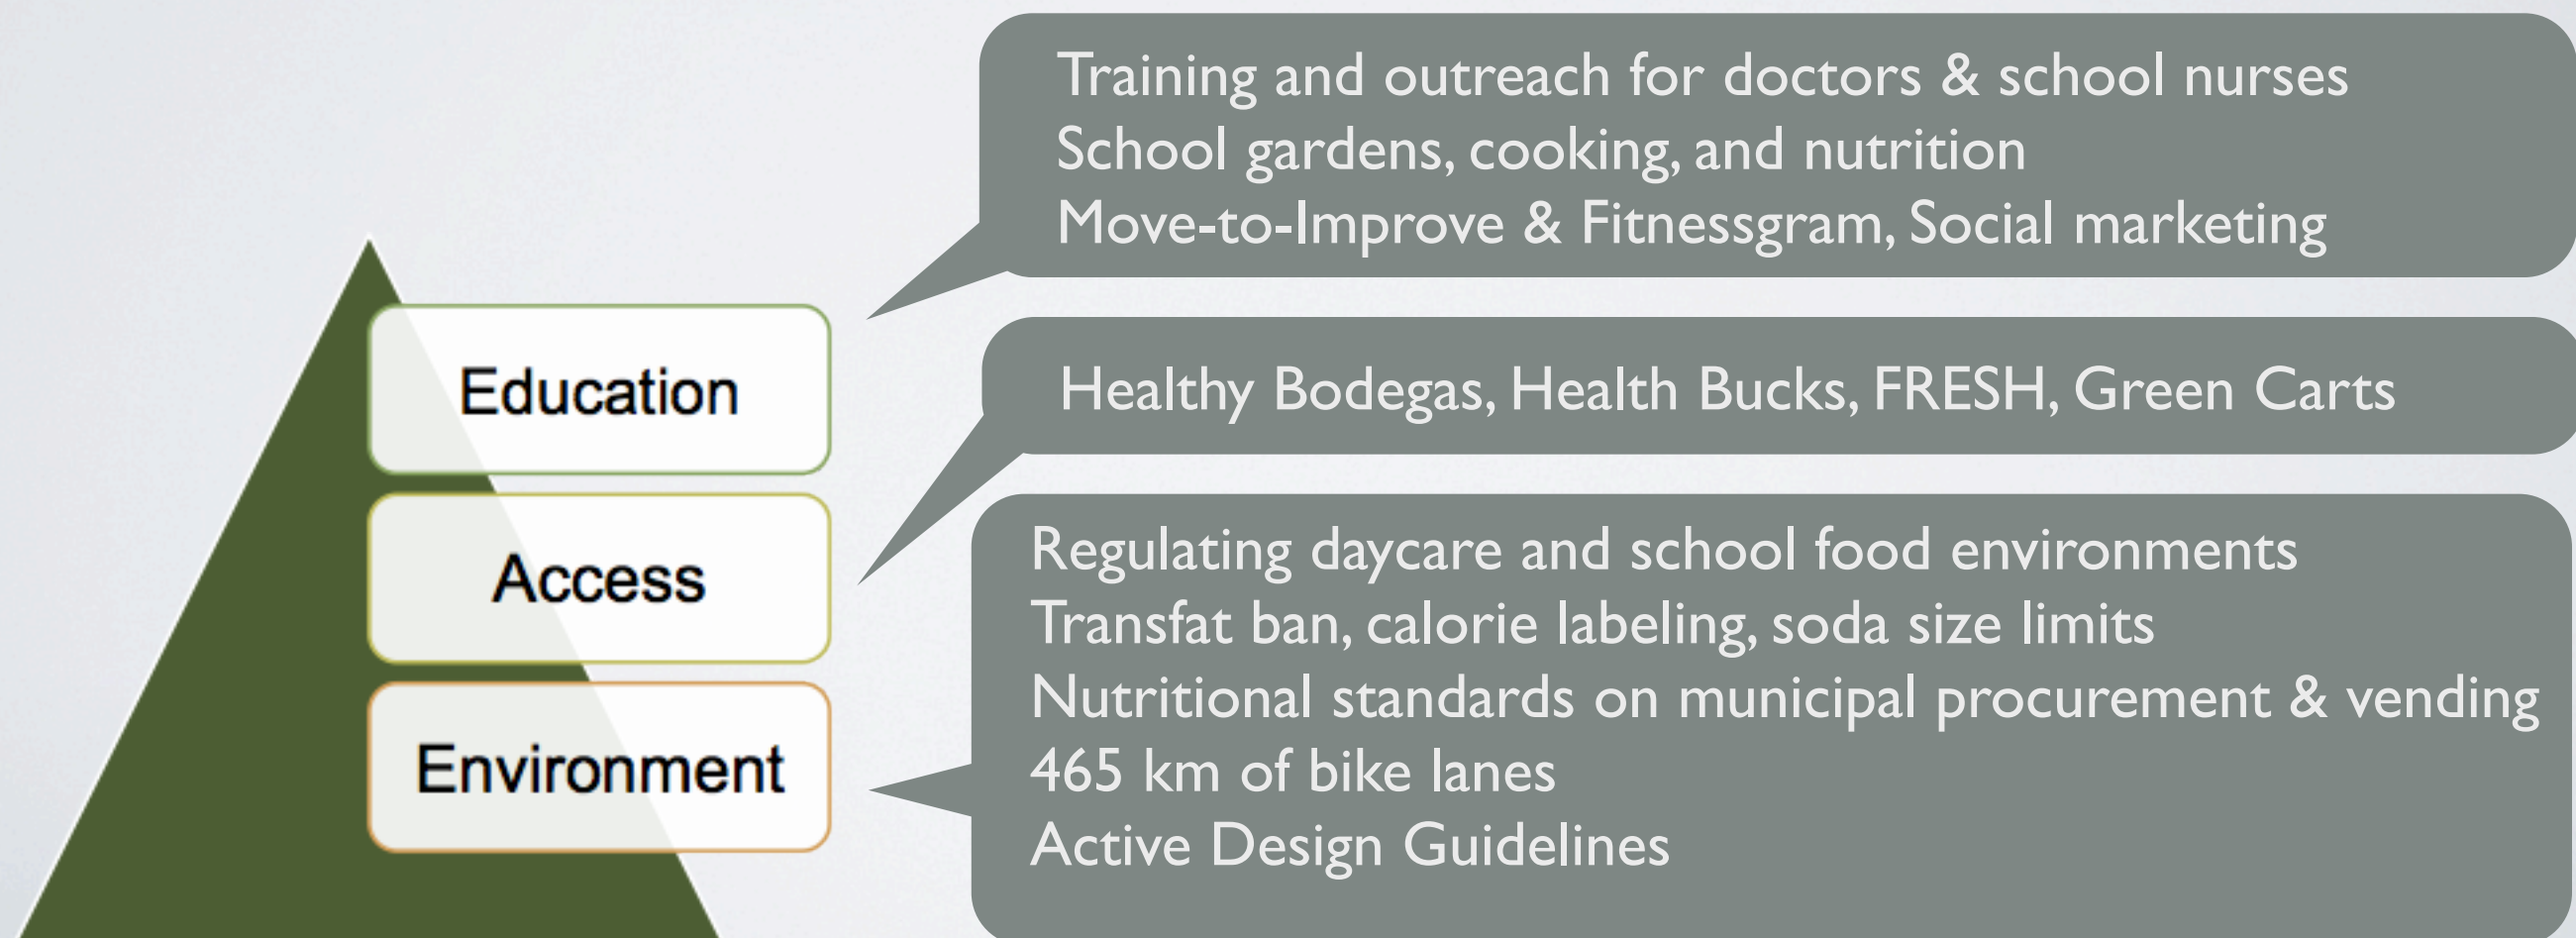 Training and outreach for doctors & school nurses
School gardens, cooking, and nutrition
Move-to-Improve & Fitnessgram, Social marketing
Education
Healthy Bodegas, Health Bucks, FRESH, Green Carts
Access
Regulating daycare and school food environments
Transfat ban, calorie labeling, soda size limits
Nutritional standards on municipal procurement & vending
465 km of bike lanes
Active Design Guidelines
Environment